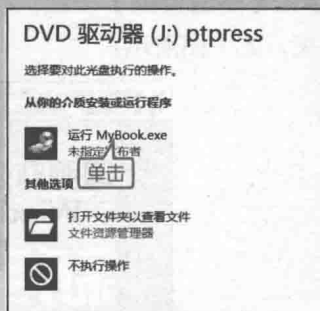 DVD 驱动器 (J:) ptpress
选择要对此光盘执行的操作。
从你的介质安装或运行程序
运行 MyBook.exe
未指定发布者
单击
其他选项
打开文件夹以查看文件
文件资源管理器
不执行操作